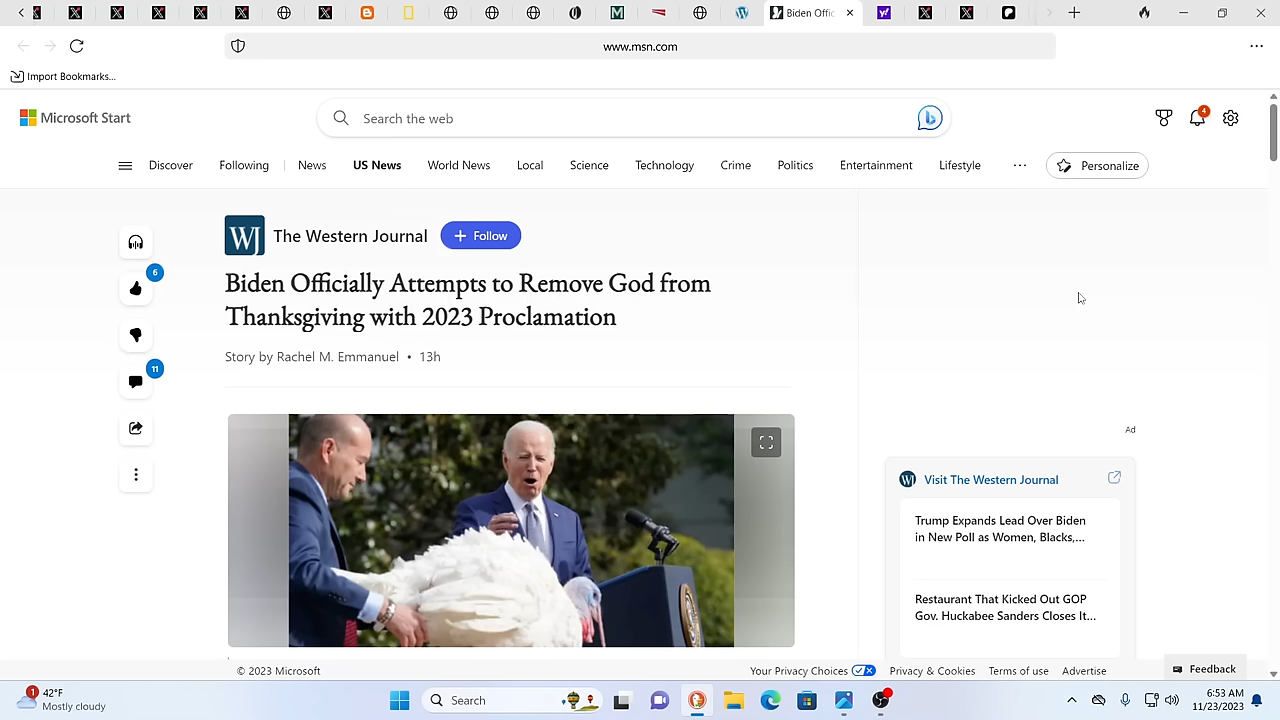 Biden Offic
www.msn.com
Import Bookmarks...
Microsoft Start
Search the web
4
Discover
Following
News
US News
World News
Local
Science
Technology
Crime
Politics
Entertainment
Lifestyle
Personalize
WJ
The Western Journal
Follow
Biden Officially Attempts to Remove God from
Thanksgiving with 2023 Proclamation
Story by Rachel M. Emmanuel • 13h
6
11
Ad
Visit The Western Journal
Trump Expands Lead Over Biden
in New Poll as Women, Blacks,...
Restaurant That Kicked Out GOP
Gov. Huckabee Sanders Closes It...
© 2023 Microsoft
Your Privacy Choices
Privacy & Cookies
Terms of use
Advertise
Feedback
1
42°F
Mostly cloudy
Search
6:53 AM
11/23/2023